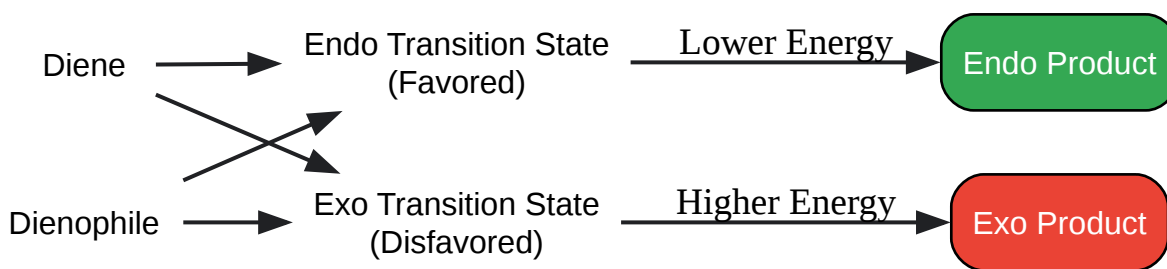 Diene
Endo Transition State
(Favored)
Lower Energy
Endo Product
Dienophile
Exo Transition State
(Disfavored)
Higher Energy
Exo Product